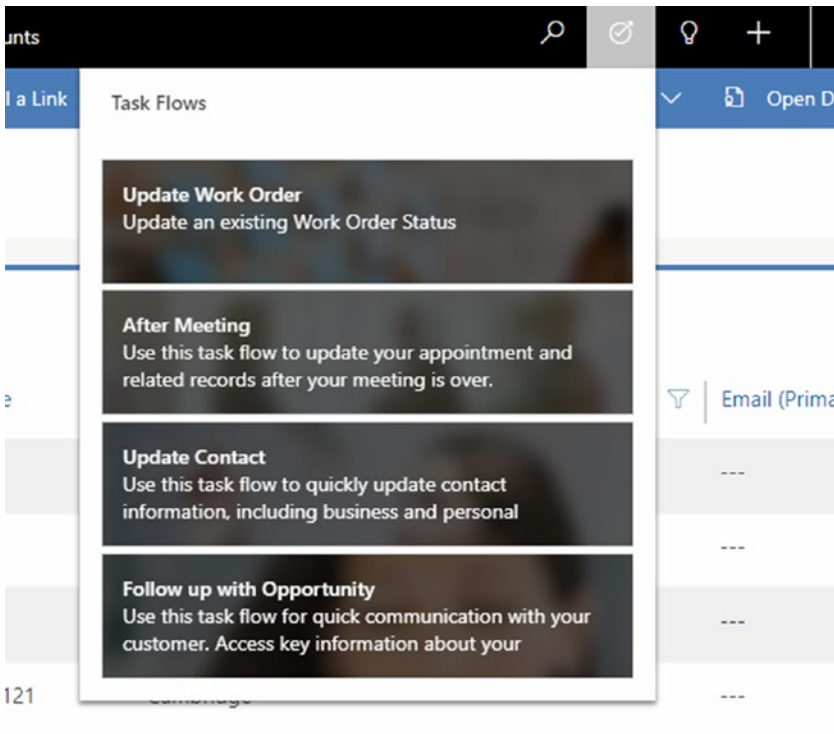 unts
l a Link
Task Flows
Open D
Update Work Order
Update an existing Work Order Status
After Meeting
Use this task flow to update your appointment and
related records after your meeting is over.
e
Email (Prima
Update Contact
Use this task flow to quickly update contact
information, including business and personal
---
---
Follow up with Opportunity
Use this task flow for quick communication with your
customer. Access key information about your
---
121
Cambridge
---